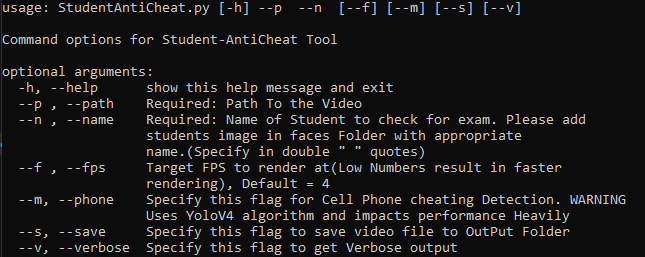 usage: StudentAntiCheat.py [-h] --p  --n  [--f] [--m] [--s] [--v]
Command options for Student-AntiCheat Tool
optional arguments:
-h, --help      show this help message and exit
--p , --path    Required: Path To the Video
--n , --name    Required: Name of Student to check for exam. Please add
students image in faces Folder with appropriate
name.(Specify in double " " quotes)
--f , --fps     Target FPS to render at(Low Numbers result in faster
rendering), Default = 4
--m, --phone    Specify this flag for Cell Phone cheating Detection. WARNING
Uses YoloV4 algorithm and impacts performance Heavily
--s, --save     Specify this flag to save video file to OutPut Folder
--v, --verbose  Specify this flag to get Verbose output